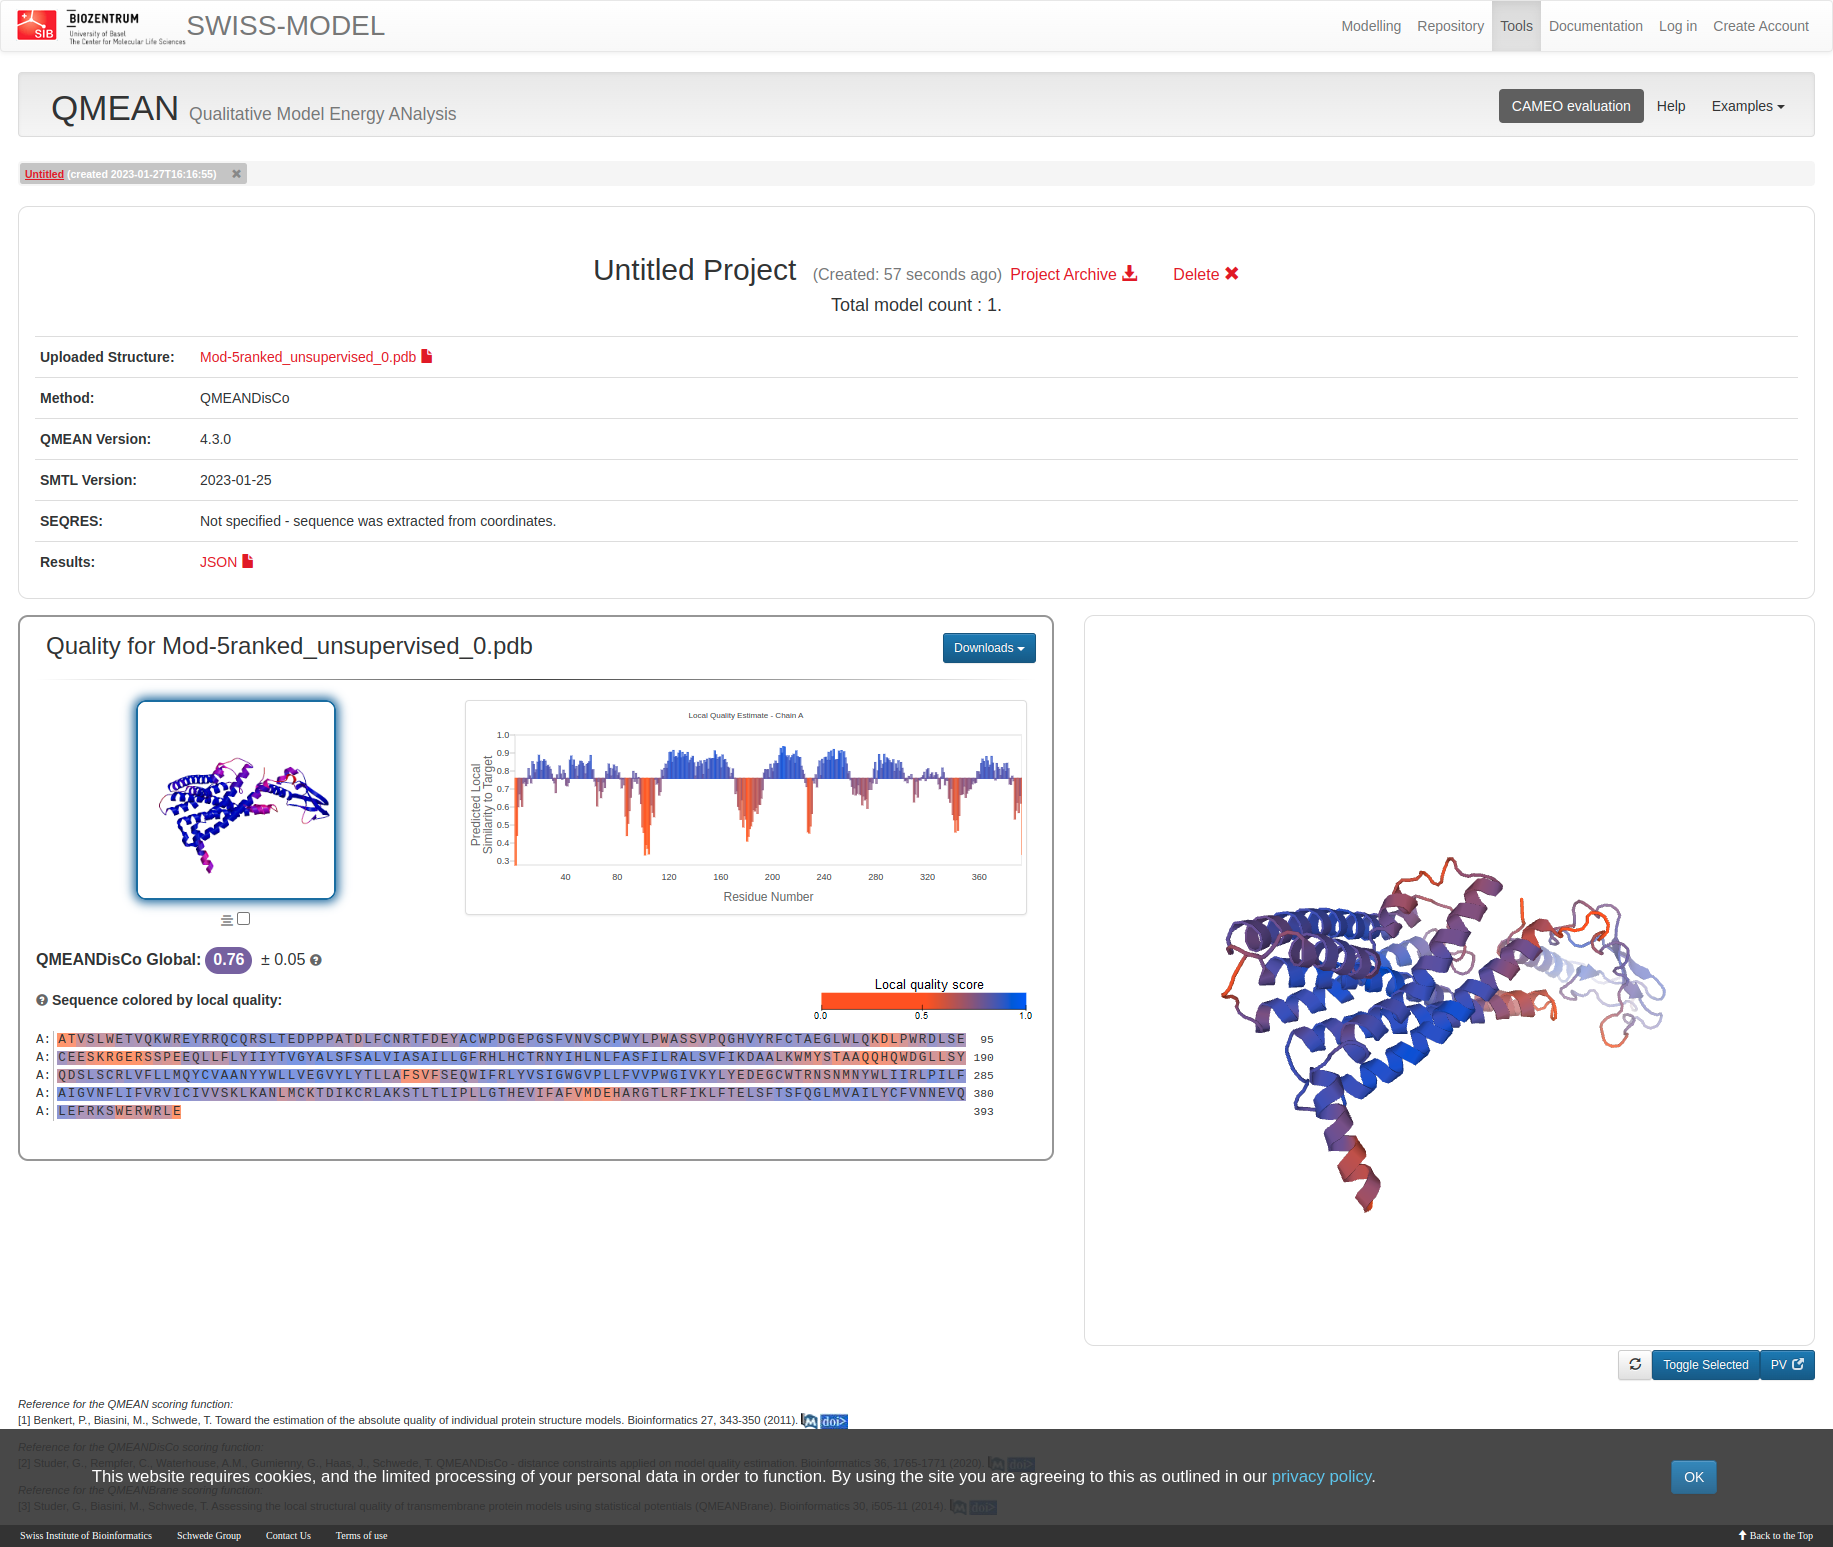 SIB
BIOZENTRUM
University of Basel
The Center for Molecular Life Sciences
SWISS-MODEL
Modelling Repository Tools Documentation Log in Create Account
QMEAN Qualitative Model Energy ANalysis
CAMEO evaluation Help Examples
Untitled (created 2023-01-27T16:16:55)
Untitled Project (Created: 57 seconds ago) Project Archive Delete
Total model count : 1.
Uploaded Structure: Mod-5ranked_unsupervised_0.pdb
Method: QMEANDisCo
QMEAN Version: 4.3.0
SMTL Version: 2023-01-25
SEQRES: Not specified - sequence was extracted from coordinates.
Results: JSON
Quality for Mod-5ranked_unsupervised_0.pdb
Downloads
Local Quality Estimate - Chain A
Predicted Local
Similarity to Target
1.0
0.9
0.8
0.7
0.6
0.5
0.4
0.3
40 80 120 160 200 240 280 320 360
Residue Number
QMEANDisCo Global: 0.76 ± 0.05
Sequence colored by local quality:
Local quality score
0.0 0.5 1.0
A: ATVSLWETVQKWREYRRQCQRSLTEDPPPATDLFCNRTFDEYACWPDGEPGSFVNVSCPWYLPWASSVPQGHVYRFCTAEGLWLQKDLPWRDLSE 95
A: CEESKRGERSSPEEQLLFLYIIYTVGYALSFSALVIASAILLGFRHLHCTRNYIHLNLFASFILRALSVFIKDAALKWMYSTAAQQHQWDGLLSY 190
A: QDSLSCRLVFLLMQYCVAANYYWLLVEGVYLYTLLAFSVFSEQWIFRLYVSIGWGVPLLFVVPWGIVKYLYEDEGCWTRNSNMNYWLIIRLPILF 285
A: AIGVNFLIFVRVICIVVSKLKANLMCKTDIKCRLAKSTLTLIPLLGTHEVIFAFVMDEHARGTLRFIKLFTELSFTSFQGLMVAILYCFVNNEVQ 380
A: LEFRKSWERWRLE 393
Toggle Selected PV
Reference for the QMEAN scoring function:
[1] Benkert, P., Biasini, M., Schwede, T. Toward the estimation of the absolute quality of individual protein structure models. Bioinformatics 27, 343-350 (2011). doi>
Reference for the QMEANDisCo scoring function:
[2] Studer, G., Rempfer, C., Waterhouse, A.M., Gumienny, G., Haas, J., Schwede, T. QMEANDisCo - distance constraints applied on model quality estimation. Bioinformatics 36, 1765-1771 (2020). doi>
This website requires cookies, and the limited processing of your personal data in order to function. By using the site you are agreeing to this as outlined in our privacy policy.
OK
Reference for the QMEANBrane scoring function:
[3] Studer, G., Biasini, M., Schwede, T. Assessing the local structural quality of transmembrane protein models using statistical potentials (QMEANBrane). Bioinformatics 30, i505-11 (2014). doi>
Swiss Institute of Bioinformatics Schwede Group Contact Us Terms of use Back to the Top